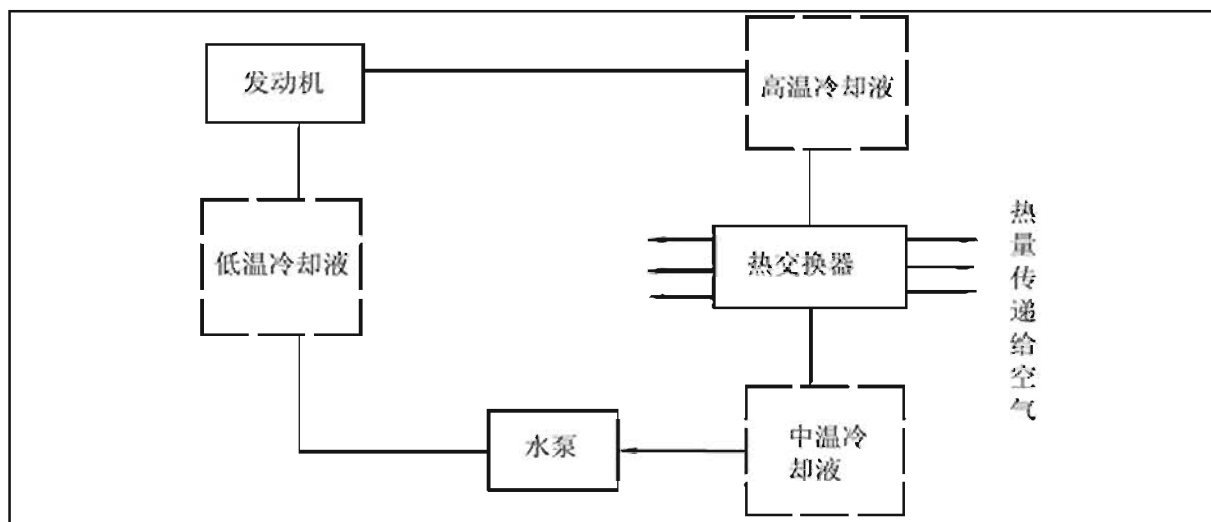 发动机
高温冷却液
低温冷却液
热交换器
热量传递给空气
水泵
中温冷
却液